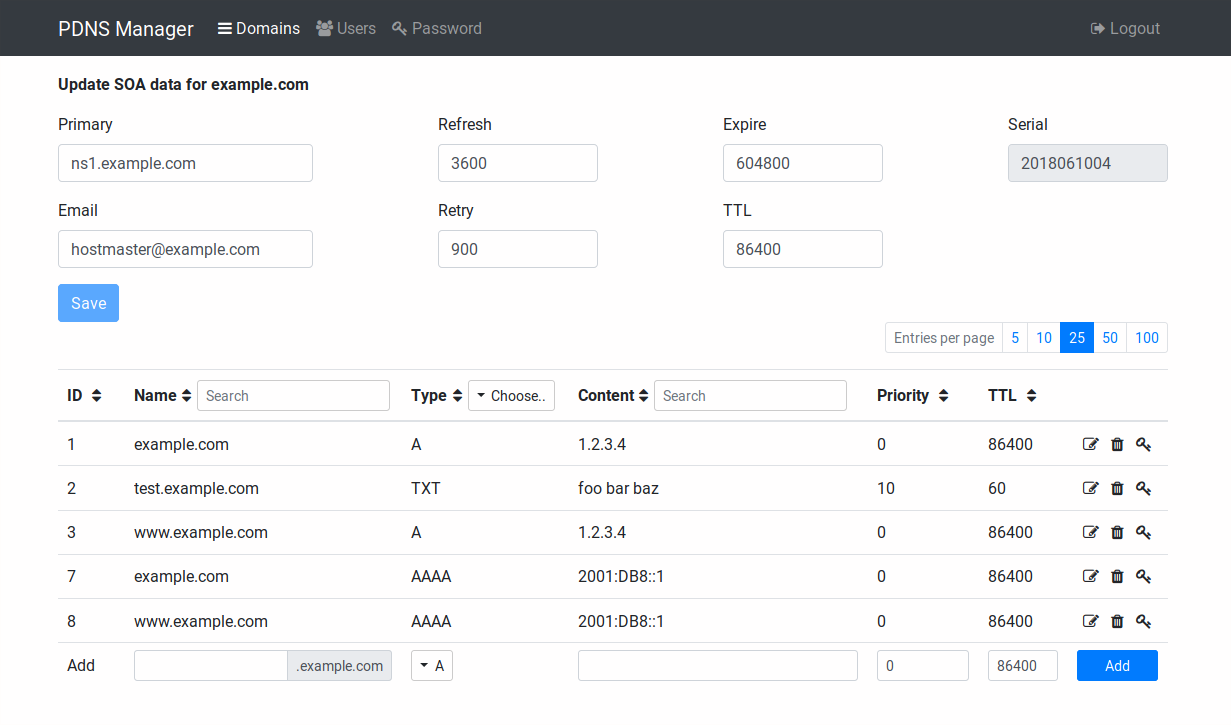 PDNS Manager Domains Users Password Logout
Update SOA data for example.com
Primary Refresh Expire Serial
ns1.example.com 3600 604800 2018061004
Email Retry TTL
hostmaster@example.com 900 86400
Save
Entries per page 5 10 25 50 100
ID Name Search Type Choose.. Content Search Priority TTL
1 example.com A 1.2.3.4 0 86400
2 test.example.com TXT foo bar baz 10 60
3 www.example.com A 1.2.3.4 0 86400
7 example.com AAAA 2001:DB8::1 0 86400
8 www.example.com AAAA 2001:DB8::1 0 86400
Add .example.com A 0 86400 Add